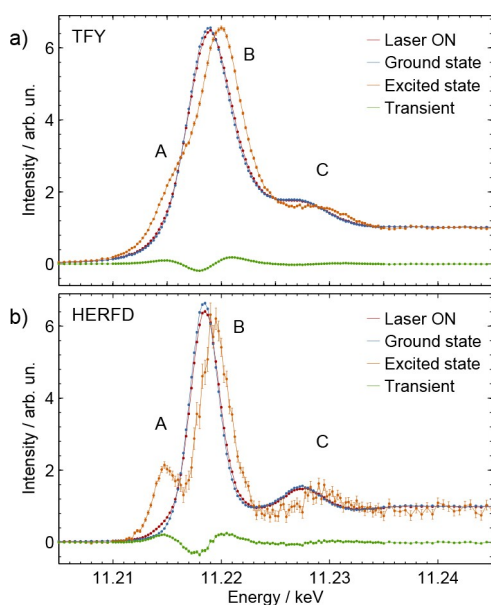 a) TFY
Laser ON
Ground state
Excited state
Transient
A
B
C
6
4
2
0
Intensity / arb. un.
b) HERFD
Laser ON
Ground state
Excited state
Transient
A
B
C
6
4
2
0
Intensity / arb. un.
11.21 11.22 11.23 11.24
Energy / keV